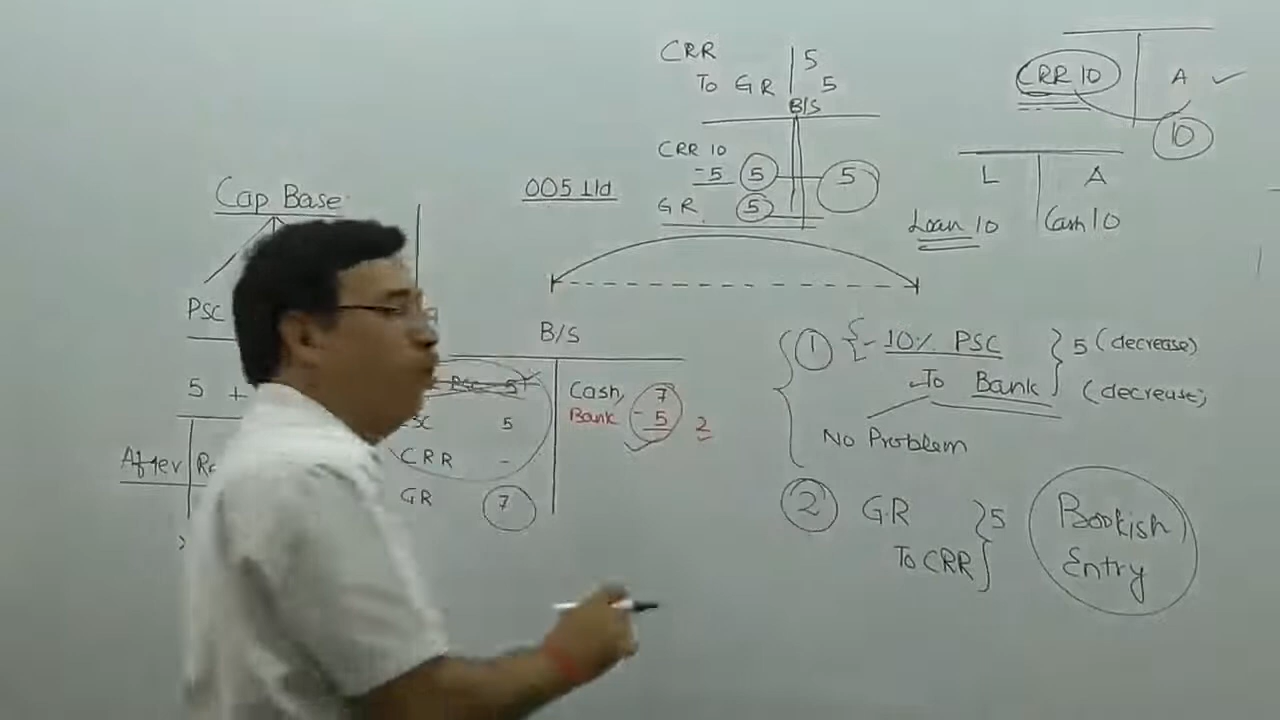 Cap Base
PSC
5 +
After
CRR 5
To GR 5
B/S
CRR 10
-5 5 5
GR 5
005 Ltd
CRR 10 A ✓
10
L A
Loan 10 Cash 10
B/S
PSC 5
SC 5
CRR -
GR 7
Cash, 7
Bank - 5 2
① - 10% PSC 5 (decrease)
To Bank (decrease)
No Problem
② G.R 5
To CRR
Bookish
Entry